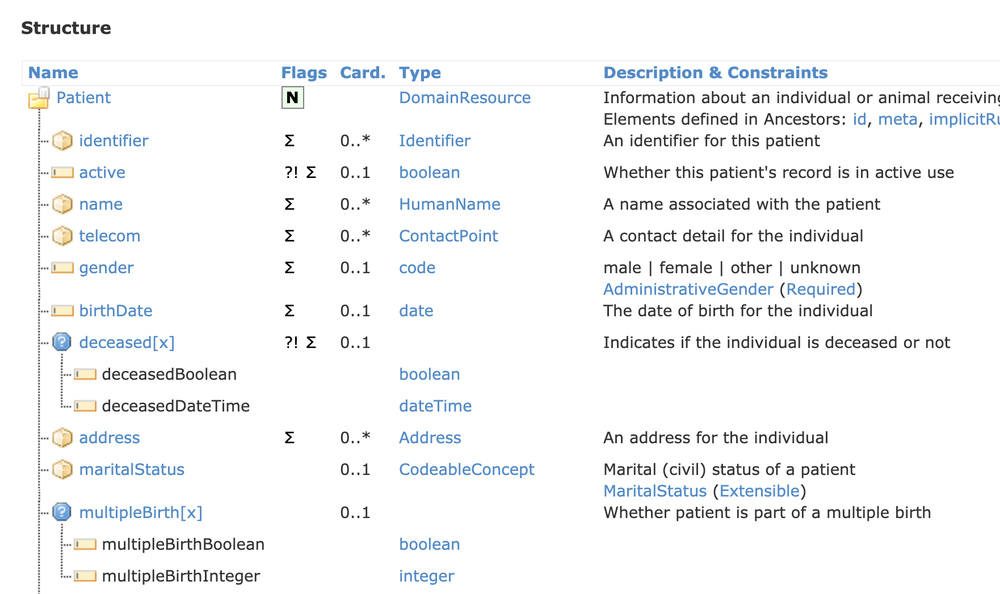 Structure
Name Flags Card. Type Description & Constraints
Patient N DomainResource Information about an individual or animal receiving
Elements defined in Ancestors: id, meta, implicitRu
identifier Σ 0..* Identifier An identifier for this patient
active ?! Σ 0..1 boolean Whether this patient's record is in active use
name Σ 0..* HumanName A name associated with the patient
telecom Σ 0..* ContactPoint A contact detail for the individual
gender Σ 0..1 code male | female | other | unknown
AdministrativeGender (Required)
birthDate Σ 0..1 date The date of birth for the individual
deceased[x] ?! Σ 0..1 Indicates if the individual is deceased or not
deceasedBoolean boolean
deceasedDateTime dateTime
address Σ 0..* Address An address for the individual
maritalStatus 0..1 CodeableConcept Marital (civil) status of a patient
MaritalStatus (Extensible)
multipleBirth[x] 0..1 Whether patient is part of a multiple birth
multipleBirthBoolean boolean
multipleBirthInteger integer